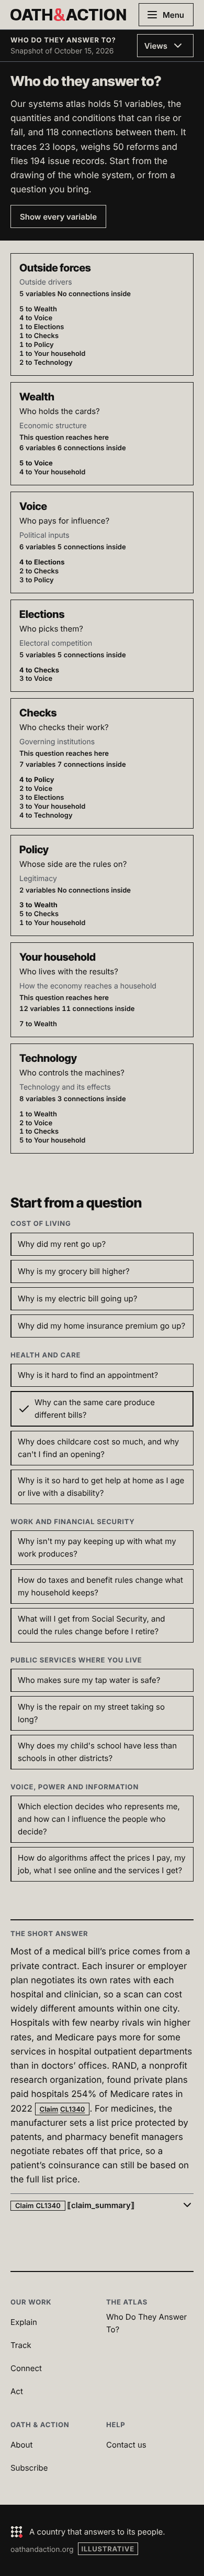 OATH&ACTION
Menu
WHO DO THEY ANSWER TO?
Snapshot of October 15, 2026
Views
Who do they answer to?
Our systems atlas holds 51 variables, the
quantities and conditions that can rise or
fall, and 118 connections between them. It
traces 23 loops, weighs 50 reforms and
files 194 issue records. Start from the
drawing of the whole system, or from a
question you bring.
Show every variable
Outside forces
Outside drivers
5 variables No connections inside
5 to Wealth
4 to Voice
1 to Elections
1 to Checks
1 to Policy
1 to Your household
2 to Technology
Wealth
Who holds the cards?
Economic structure
This question reaches here
6 variables 6 connections inside
5 to Voice
4 to Your household
Voice
Who pays for influence?
Political inputs
6 variables 5 connections inside
4 to Elections
2 to Checks
3 to Policy
Elections
Who picks them?
Electoral competition
5 variables 5 connections inside
4 to Checks
3 to Voice
Checks
Who checks their work?
Governing institutions
This question reaches here
7 variables 7 connections inside
4 to Policy
2 to Voice
3 to Elections
3 to Your household
4 to Technology
Policy
Whose side are the rules on?
Legitimacy
2 variables No connections inside
3 to Wealth
5 to Checks
1 to Your household
Your household
Who lives with the results?
How the economy reaches a household
This question reaches here
12 variables 11 connections inside
7 to Wealth
Technology
Who controls the machines?
Technology and its effects
8 variables 3 connections inside
1 to Wealth
2 to Voice
1 to Checks
5 to Your household
Start from a question
COST OF LIVING
Why did my rent go up?
Why is my grocery bill higher?
Why is my electric bill going up?
Why did my home insurance premium go up?
HEALTH AND CARE
Why is it hard to find an appointment?
Why can the same care produce
different bills?
Why does childcare cost so much, and why
can't I find an opening?
Why is it so hard to get help at home as I age
or live with a disability?
WORK AND FINANCIAL SECURITY
Why isn't my pay keeping up with what my
work produces?
How do taxes and benefit rules change what
my household keeps?
What will I get from Social Security, and
could the rules change before I retire?
PUBLIC SERVICES WHERE YOU LIVE
Who makes sure my tap water is safe?
Why is the repair on my street taking so
long?
Why does my child's school have less than
schools in other districts?
VOICE, POWER AND INFORMATION
Which election decides who represents me,
and how can I influence the people who
decide?
How do algorithms affect the prices I pay, my
job, what I see online and the services I get?
THE SHORT ANSWER
Most of a medical bill's price comes from a
private contract. Each insurer or employer
plan negotiates its own rates with each
hospital and clinician, so a scan can cost
widely different amounts within one city.
Hospitals with few nearby rivals win higher
rates, and Medicare pays more for some
services in hospital outpatient departments
than in doctors' offices. RAND, a nonprofit
research organization, found private plans
paid hospitals 254% of Medicare rates in
2022 Claim CL1340. For medicines, the
manufacturer sets a list price protected by
patents, and pharmacy benefit managers
negotiate rebates off that price, so a
patient's coinsurance can still be based on
the full list price.
Claim CL1340 [[claim_summary]]
OUR WORK
Explain
Track
Connect
Act
THE ATLAS
Who Do They Answer
To?
OATH & ACTION
About
Subscribe
HELP
Contact us
A country that answers to its people.
oathandaction.org ILLUSTRATIVE